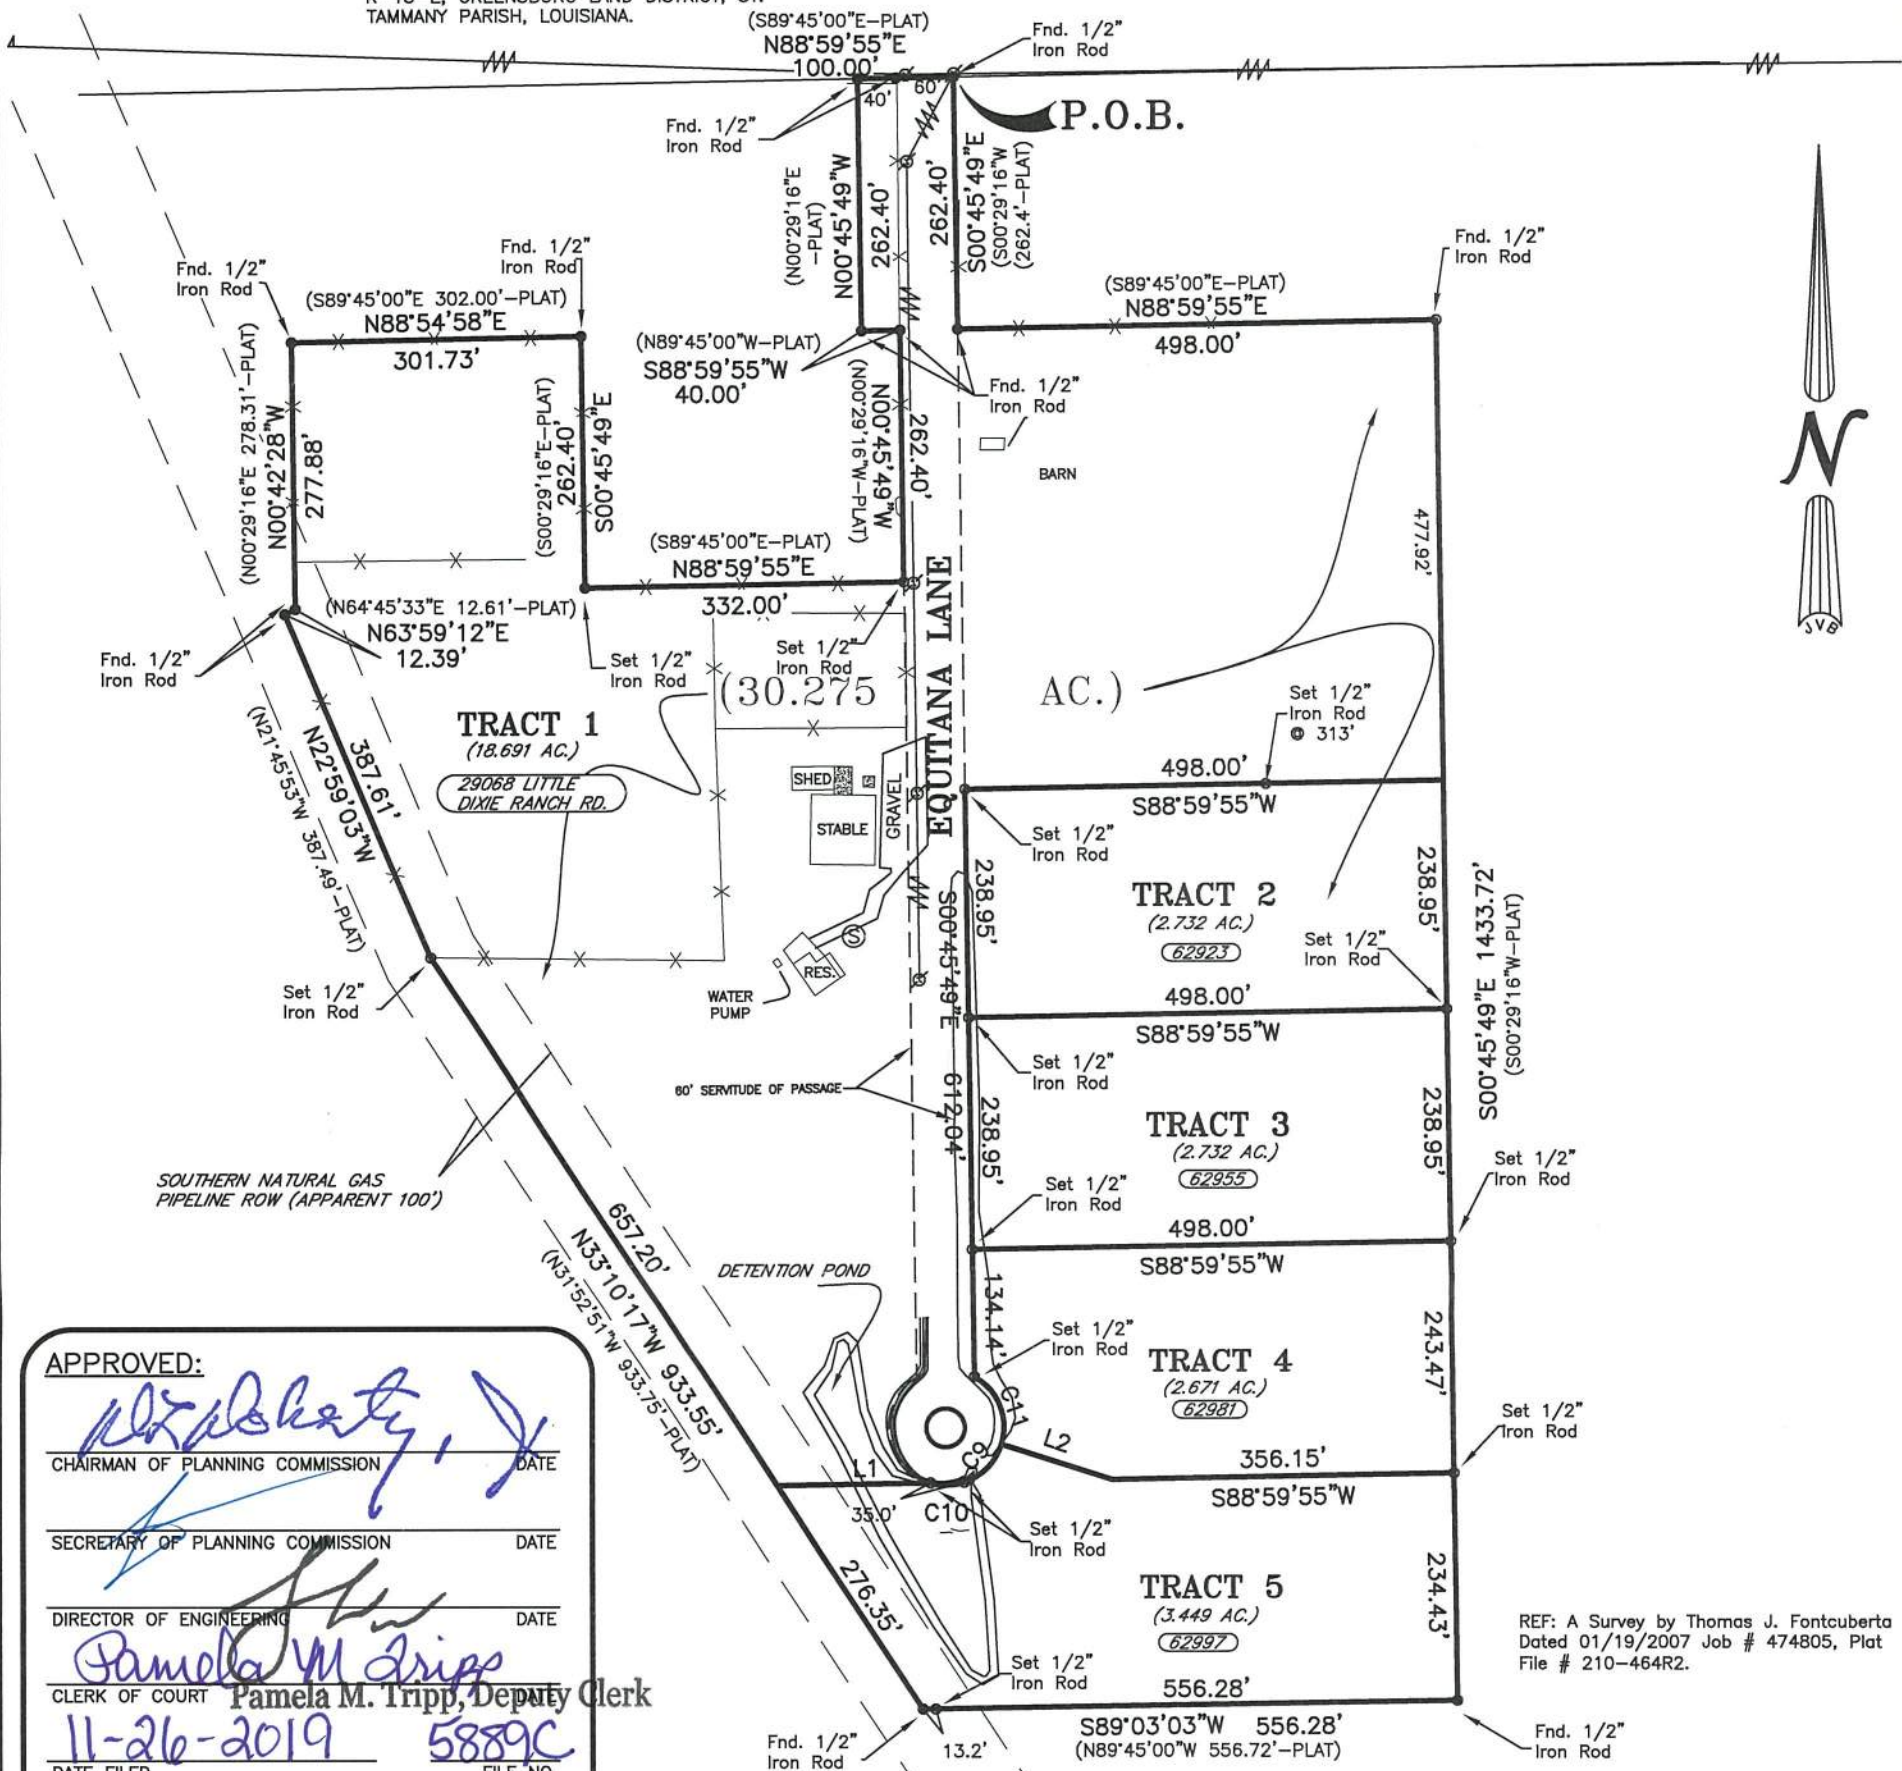 TAMMANY PARISH, LOUISIANA.
(S89°45'00"E-PLAT)
N88°59'55"E
100.00'
40'
60'
Fnd. 1/2"
Iron Rod
P.O.B.
Fnd. 1/2"
Iron Rod
(N00°29'16"E
-PLAT)
N00°45'49"W
262.40'
262.40'
S00°45'49"E
(S00°29'16"W
(262.4'-PLAT)
Fnd. 1/2"
Iron Rod
Fnd. 1/2"
Iron Rod
Fnd. 1/2"
Iron Rod
(S89°45'00"E 302.00'-PLAT)
N88°54'58"E
301.73'
(S89°45'00"E-PLAT)
N88°59'55"E
498.00'
(N89°45'00"W-PLAT)
S88°59'55"W
40.00'
Fnd. 1/2"
Iron Rod
BARN
N
JVB
(N00°29'16"E 278.31'-PLAT)
N00°42'28"W
277.88'
(S00°29'16"E-PLAT)
262.40'
S00°45'49"E
(N00°29'16"W-PLAT)
N00°45'49"W
262.40'
477.92'
(S89°45'00"E-PLAT)
N88°59'55"E
332.00'
(N64°45'33"E 12.61'-PLAT)
N63°59'12"E
12.39'
Fnd. 1/2"
Iron Rod
Set 1/2"
Iron Rod
Set 1/2"
Iron Rod
(30.275 AC.)
EQUITANA LANE
Set 1/2"
Iron Rod
@ 313'
TRACT 1
(18.691 AC.)
29068 LITTLE
DIXIE RANCH RD.
(N21°45'53"W 387.49'-PLAT)
N22°59'03"W
387.61'
SHED
STABLE
GRAVEL
498.00'
S88°59'55"W
Set 1/2"
Iron Rod
238.95'
TRACT 2
(2.732 AC.)
62923
238.95'
S00°45'49"E 1433.72'
(S00°29'16"W-PLAT)
Set 1/2"
Iron Rod
S
RES.
WATER
PUMP
Set 1/2"
Iron Rod
S00°45'49"E
612.04'
498.00'
S88°59'55"W
Set 1/2"
Iron Rod
60' SERVITUDE OF PASSAGE
238.95'
TRACT 3
(2.732 AC.)
62955
238.95'
Set 1/2"
Iron Rod
SOUTHERN NATURAL GAS
PIPELINE ROW (APPARENT 100')
Set 1/2"
Iron Rod
498.00'
S88°59'55"W
657.20'
N33°10'17"W 933.55'
(N31°52'51"W 933.75'-PLAT)
DETENTION POND
134.14'
Set 1/2"
Iron Rod
TRACT 4
(2.671 AC.)
62981
243.47'
C11
C9
L2
Set 1/2"
Iron Rod
356.15'
S88°59'55"W
L1
35.0'
C10
Set 1/2"
Iron Rod
276.35'
TRACT 5
(3.449 AC.)
62997
234.43'
REF: A Survey by Thomas J. Fontcuberta
Dated 01/19/2007 Job # 474805, Plat
File # 210-464R2.
Set 1/2"
Iron Rod
556.28'
S89°03'03"W 556.28'
(N89°45'00"W 556.72'-PLAT)
Fnd. 1/2"
Iron Rod
13.2'
Fnd. 1/2"
Iron Rod
APPROVED:
CHAIRMAN OF PLANNING COMMISSION DATE
SECRETARY OF PLANNING COMMISSION DATE
DIRECTOR OF ENGINEERING DATE
Pamela M Tripp
CLERK OF COURT Pamela M. Tripp, Deputy Clerk DATE
11-26-2019 5889C
DATE FILED FILE NO.